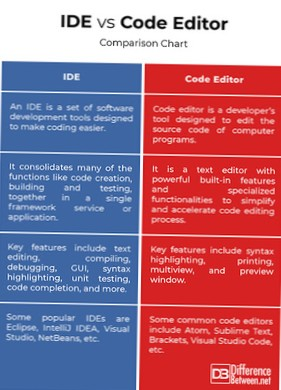 IDE vs Code Editor
Comparison Chart
IDE
Code Editor
An IDE is a set of software
development tools designed
to make coding easier.
Code editor is a developer's
tool designed to edit the
source code of computer
programs.
It consolidates many of the
functions like code creation,
building and testing,
together in a single
framework service or
application.
It is a text editor with
powerful built-in features
and specialized
functionalities to simplify
and accelerate code editing
process.
Key features include text
editing, compiling,
debugging, GUI, syntax
highlighting, unit testing,
code completion, and more.
Key features include syntax
highlighting, printing,
multiview, and preview
window.
Some popular IDEs are
Eclipse, IntelliJ IDEA, Visual
Studio, NetBeans, etc.
Some common code editors
include Atom, Sublime Text,
Brackets, Visual Studio Code,
etc.
DB Difference
Between.net